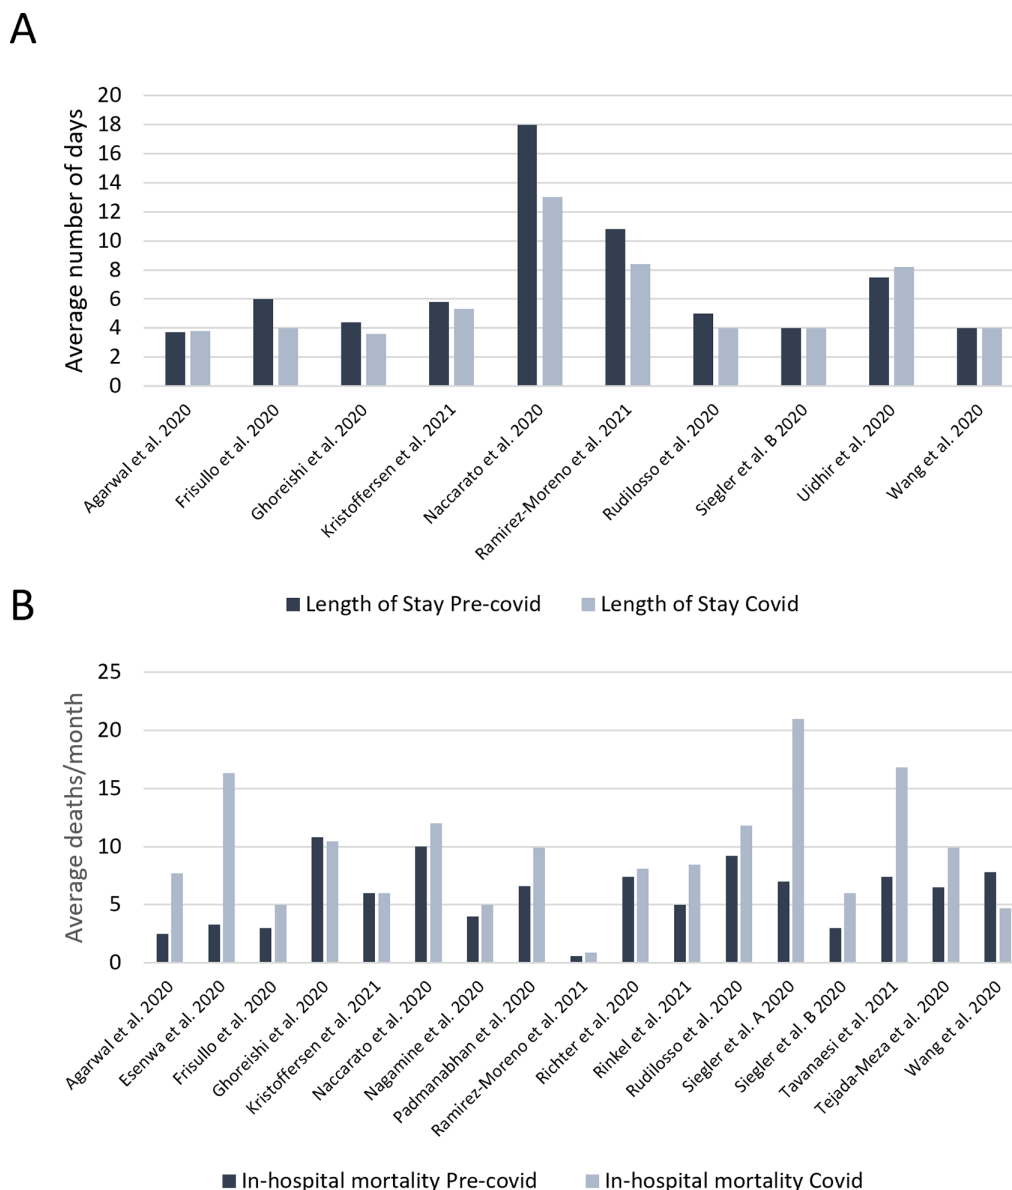 A
Average number of days
20
18
16
14
12
10
8
6
4
2
0
Agarwal et al. 2020
Frisullo et al. 2020
Ghoreishi et al. 2020
Kristoffersen et al. 2021
Naccarato et al. 2020
Ramirez-Moreno et al. 2021
Rudilosso et al. 2020
Siegler et al. B 2020
Uidhir et al. 2020
Wang et al. 2020
Length of Stay Pre-covid
Length of Stay Covid
B
Average deaths/month
25
20
15
10
5
0
Agarwal et al. 2020
Esenwa et al. 2020
Frisullo et al. 2020
Ghoreishi et al. 2020
Kristoffersen et al. 2021
Naccarato et al. 2020
Nagamine et al. 2020
Padmanabhan et al. 2020
Ramirez-Moreno et al. 2021
Richter et al. 2020
Rinkel et al. 2021
Rudilosso et al. 2020
Siegler et al. A 2020
Siegler et al. B 2020
Tavanaesi et al. 2021
Tejada-Meza et al. 2020
Wang et al. 2020
In-hospital mortality Pre-covid
In-hospital mortality Covid